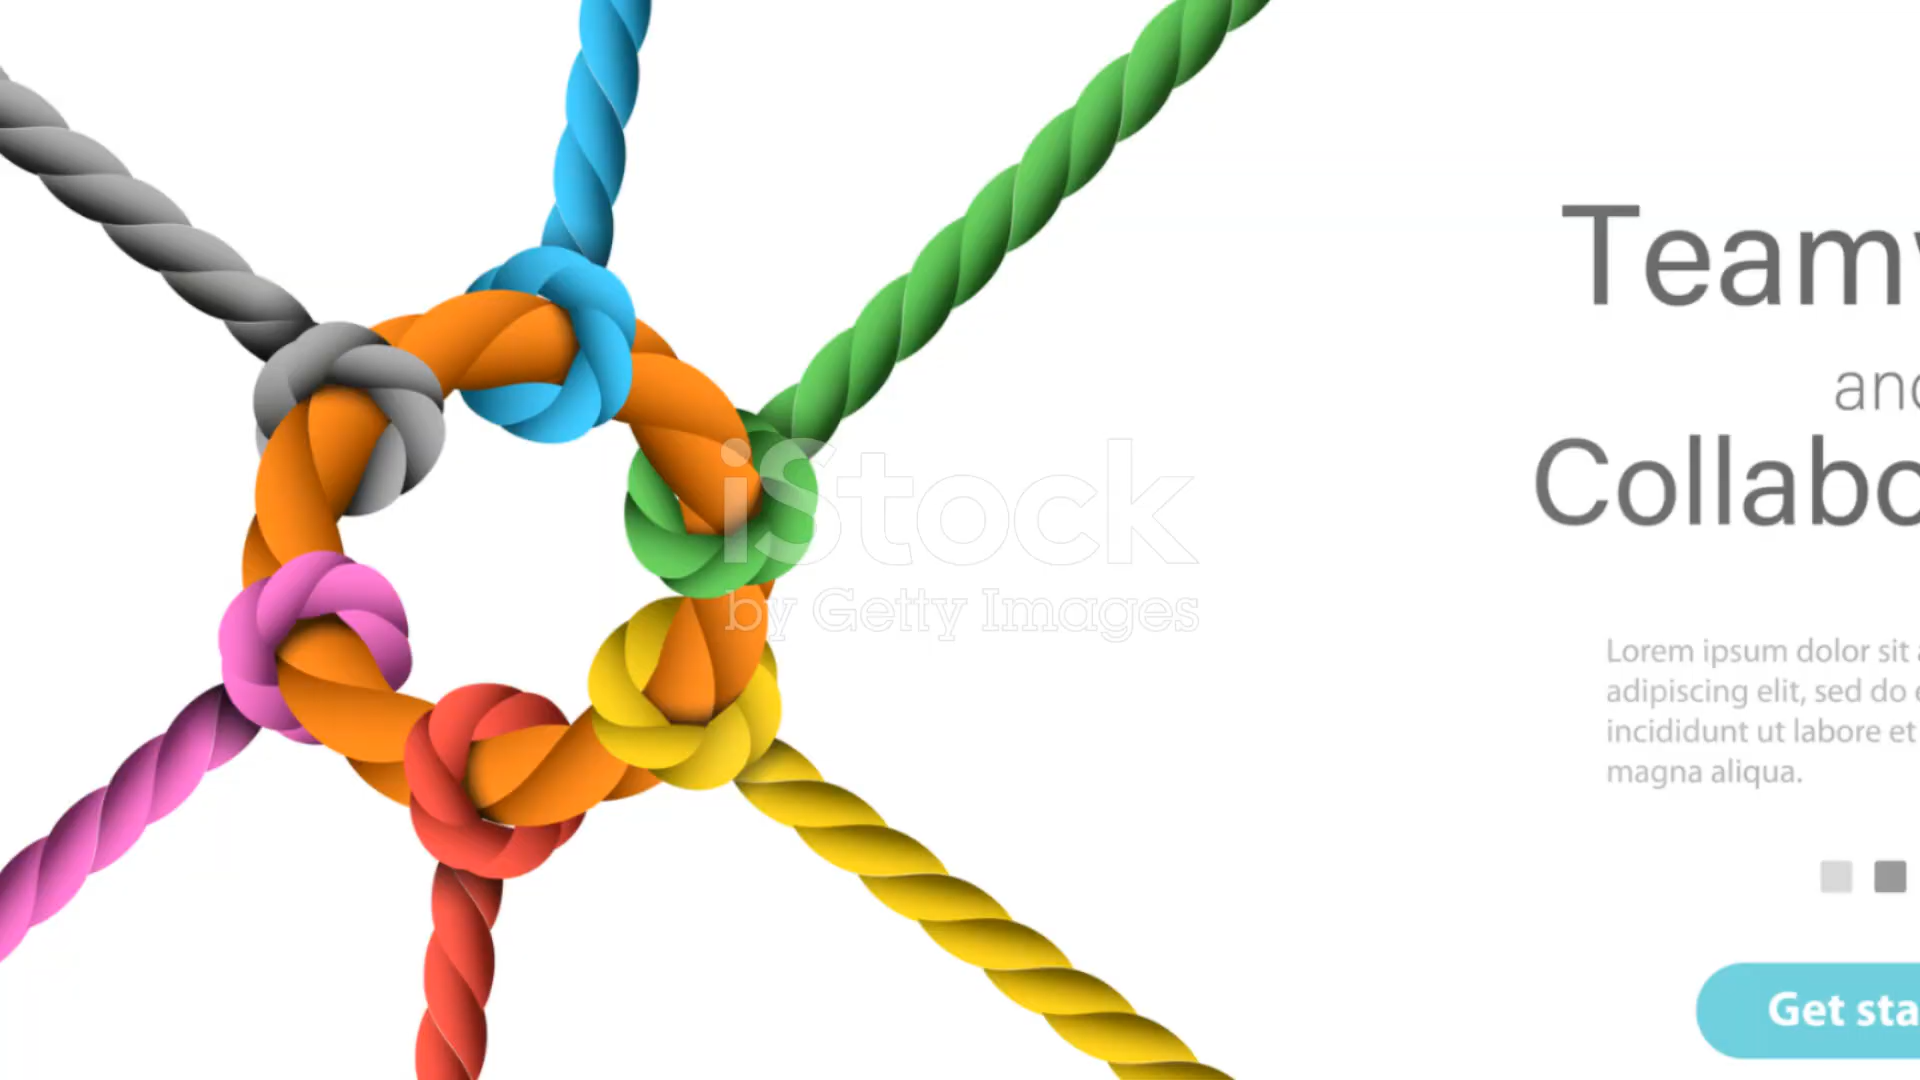 Team
and
Collabo
iStock
by Getty Images
Lorem ipsum dolor sit
adipiscing elit, sed do
incididunt ut labore et
magna aliqua.
Get sta